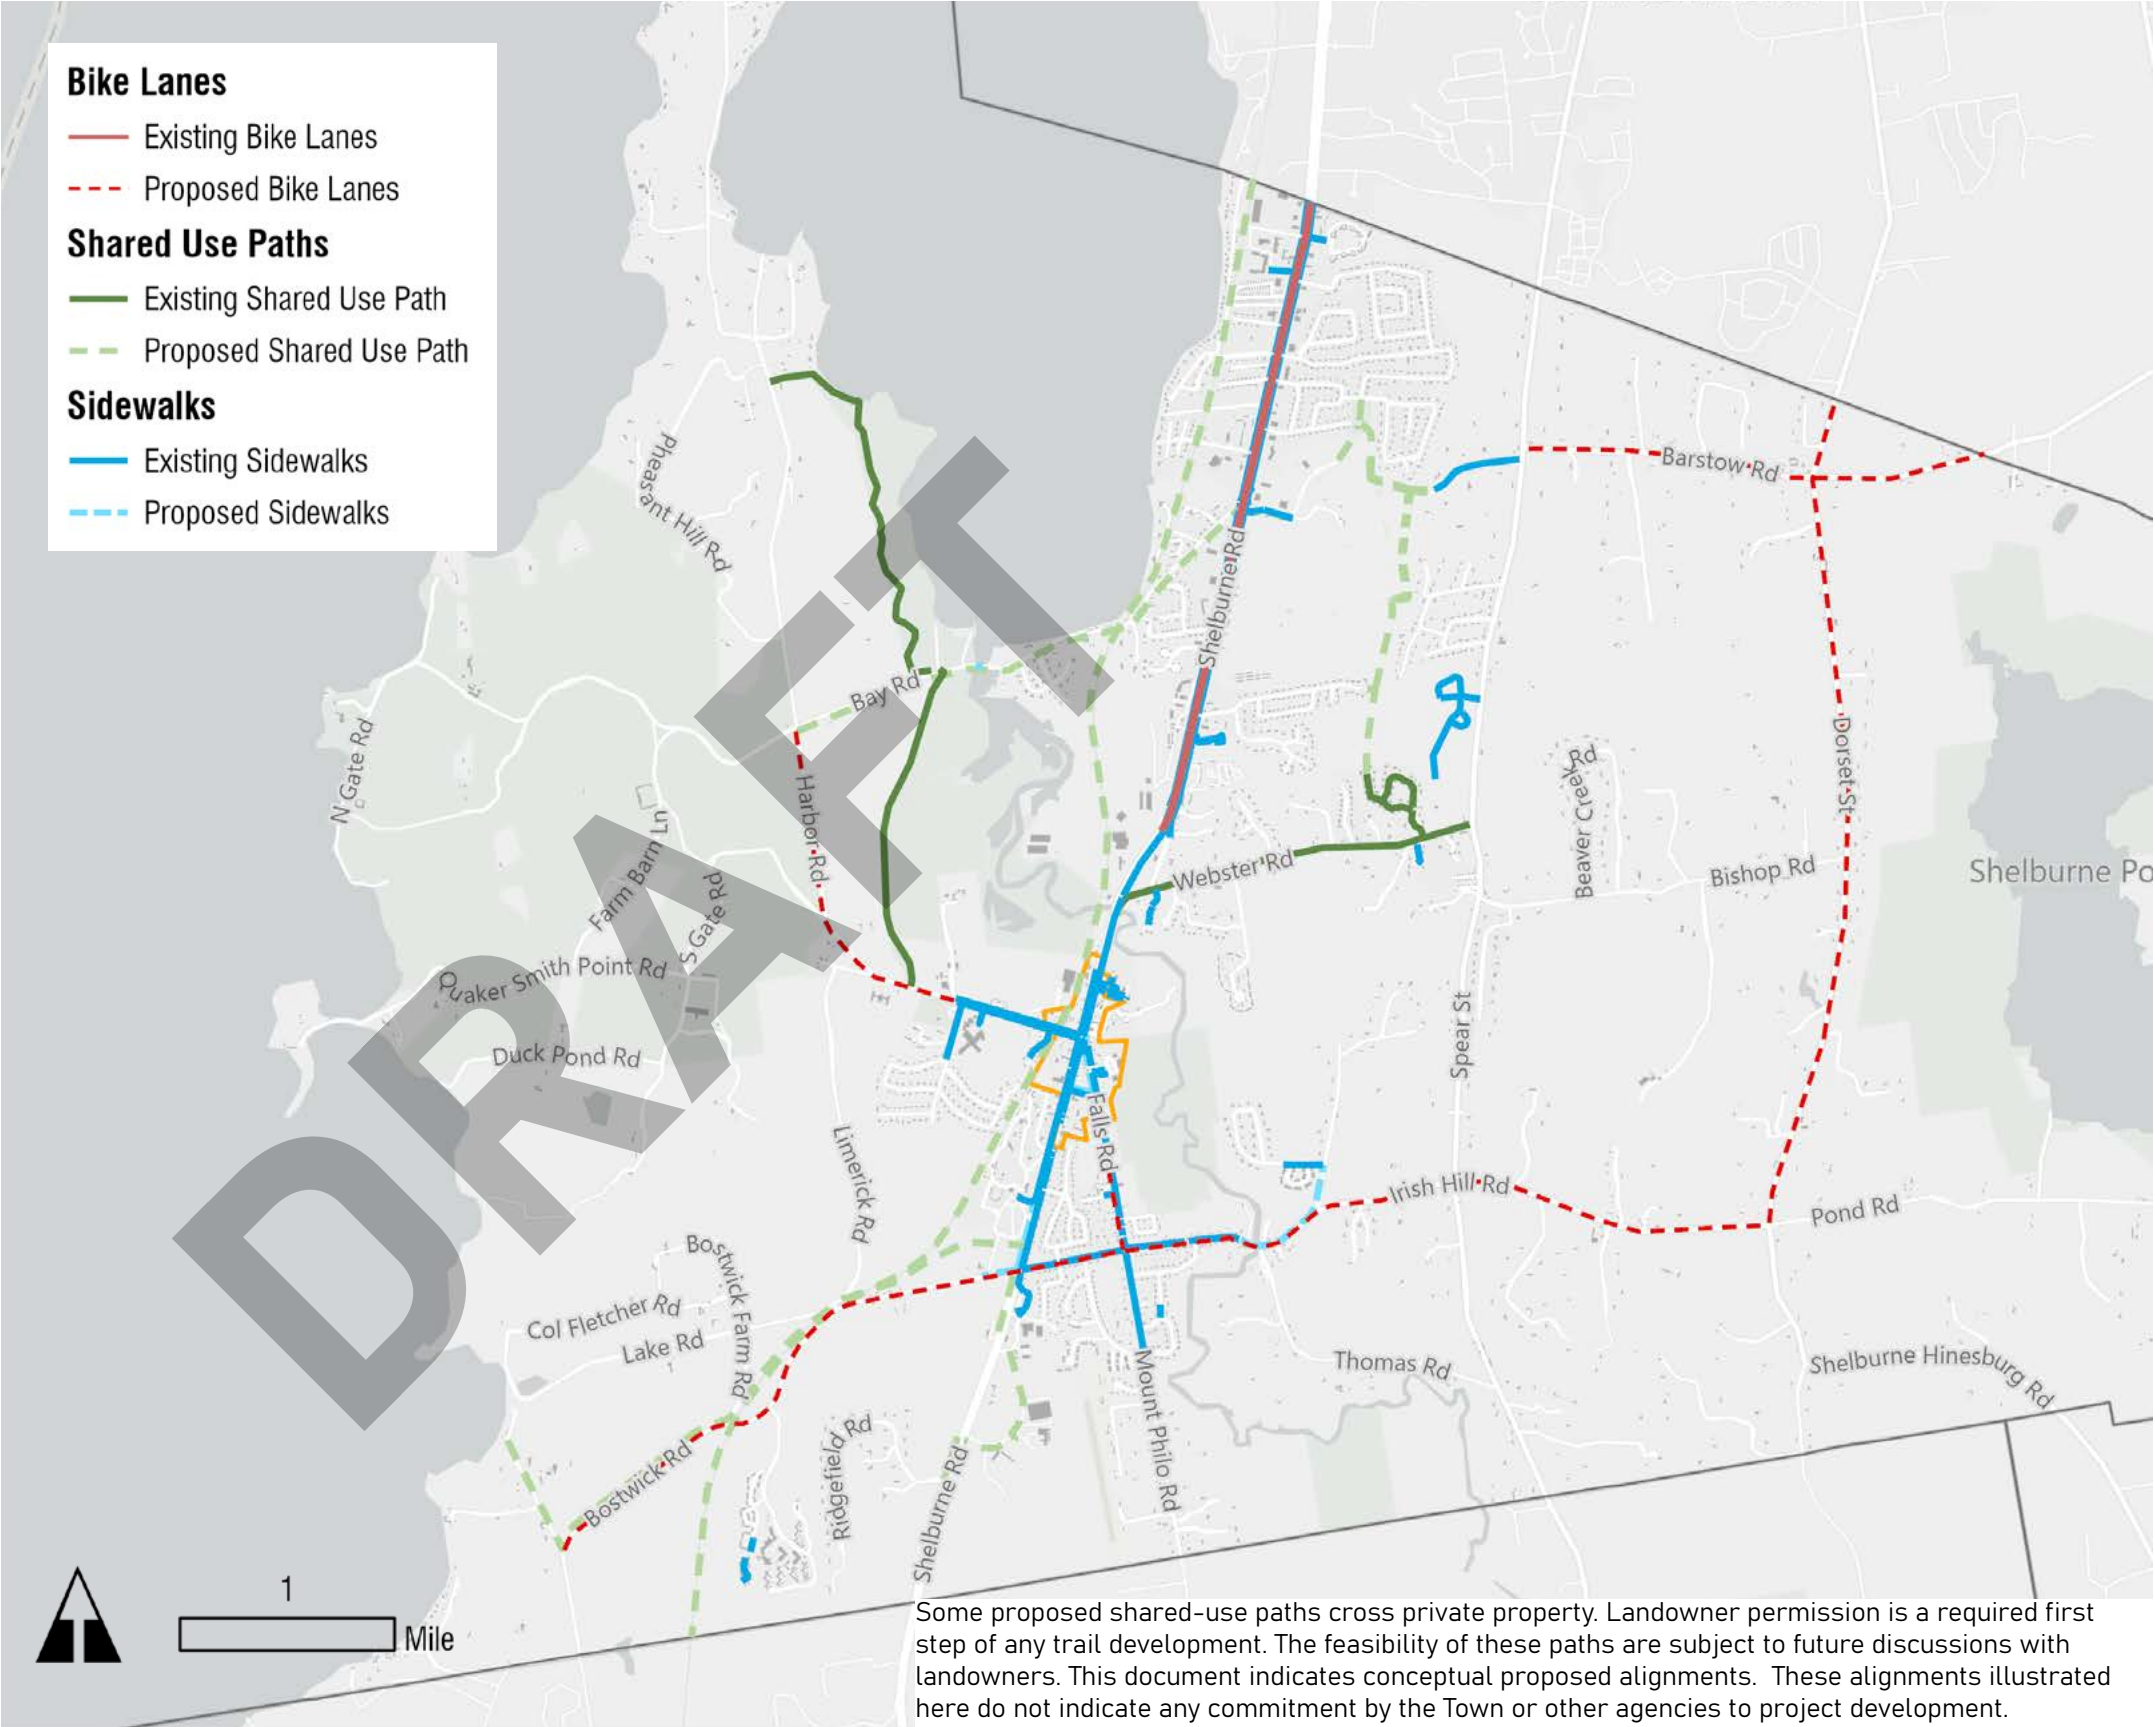 Bike Lanes
Existing Bike Lanes
Proposed Bike Lanes
Shared Use Paths
Existing Shared Use Path
Proposed Shared Use Path
Sidewalks
Existing Sidewalks
Proposed Sidewalks
Pheasant Hill Rd
Barstow Rd
Shelburne Rd
Bay Rd
N Gate Rd
Harbor Rd
Dorset St
Beaver Creek Rd
Farm Barn Ln
S Gate Rd
Webster Rd
Bishop Rd
Shelburne Po
Quaker Smith Point Rd
Duck Pond Rd
Spear St
Falls Rd
Limerick Rd
Irish Hill Rd
Pond Rd
Bostwick Farm Rd
Col Fletcher Rd
Lake Rd
Thomas Rd
Shelburne Hinesburg Rd
Mount Philo Rd
Ridgefield Rd
Bostwick Rd
Shelburne Rd
DRAFT
1
Mile
Some proposed shared-use paths cross private property. Landowner permission is a required first
step of any trail development. The feasibility of these paths are subject to future discussions with
landowners. This document indicates conceptual proposed alignments.  These alignments illustrated
here do not indicate any commitment by the Town or other agencies to project development.